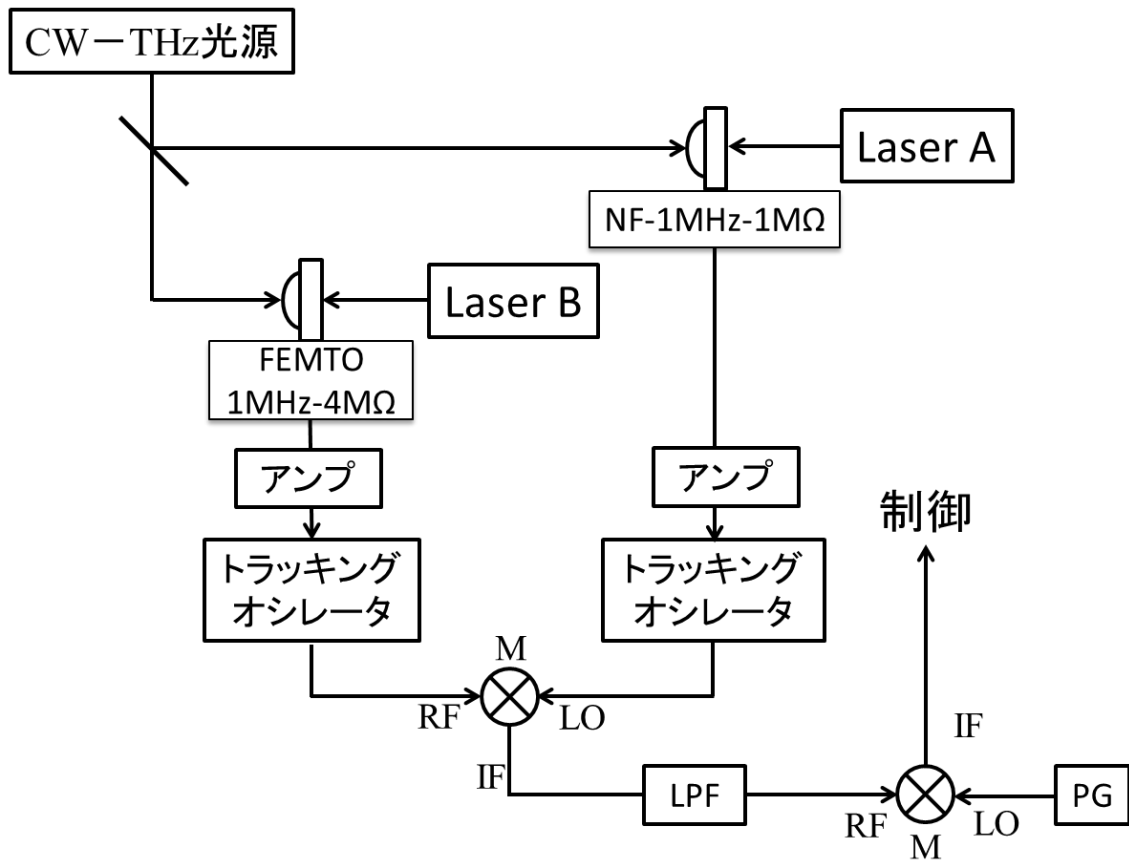 CW－THz光源
Laser A
NF-1MHz-1MΩ
Laser B
FEMTO
1MHz-4MΩ
アンプ
アンプ
制御
トラッキング
オシレータ
トラッキング
オシレータ
M
RF
LO
IF
IF
LPF
PG
RF
LO
M